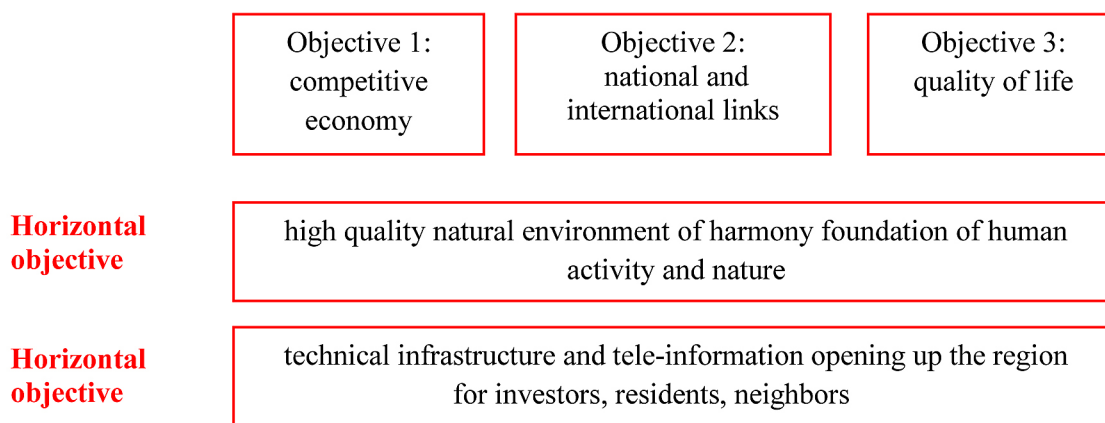 Objective 1:
competitive
economy
Objective 2:
national and
international links
Objective 3:
quality of life
Horizontal
objective
high quality natural environment of harmony foundation of human
activity and nature
Horizontal
objective
technical infrastructure and tele-information opening up the region
for investors, residents, neighbors